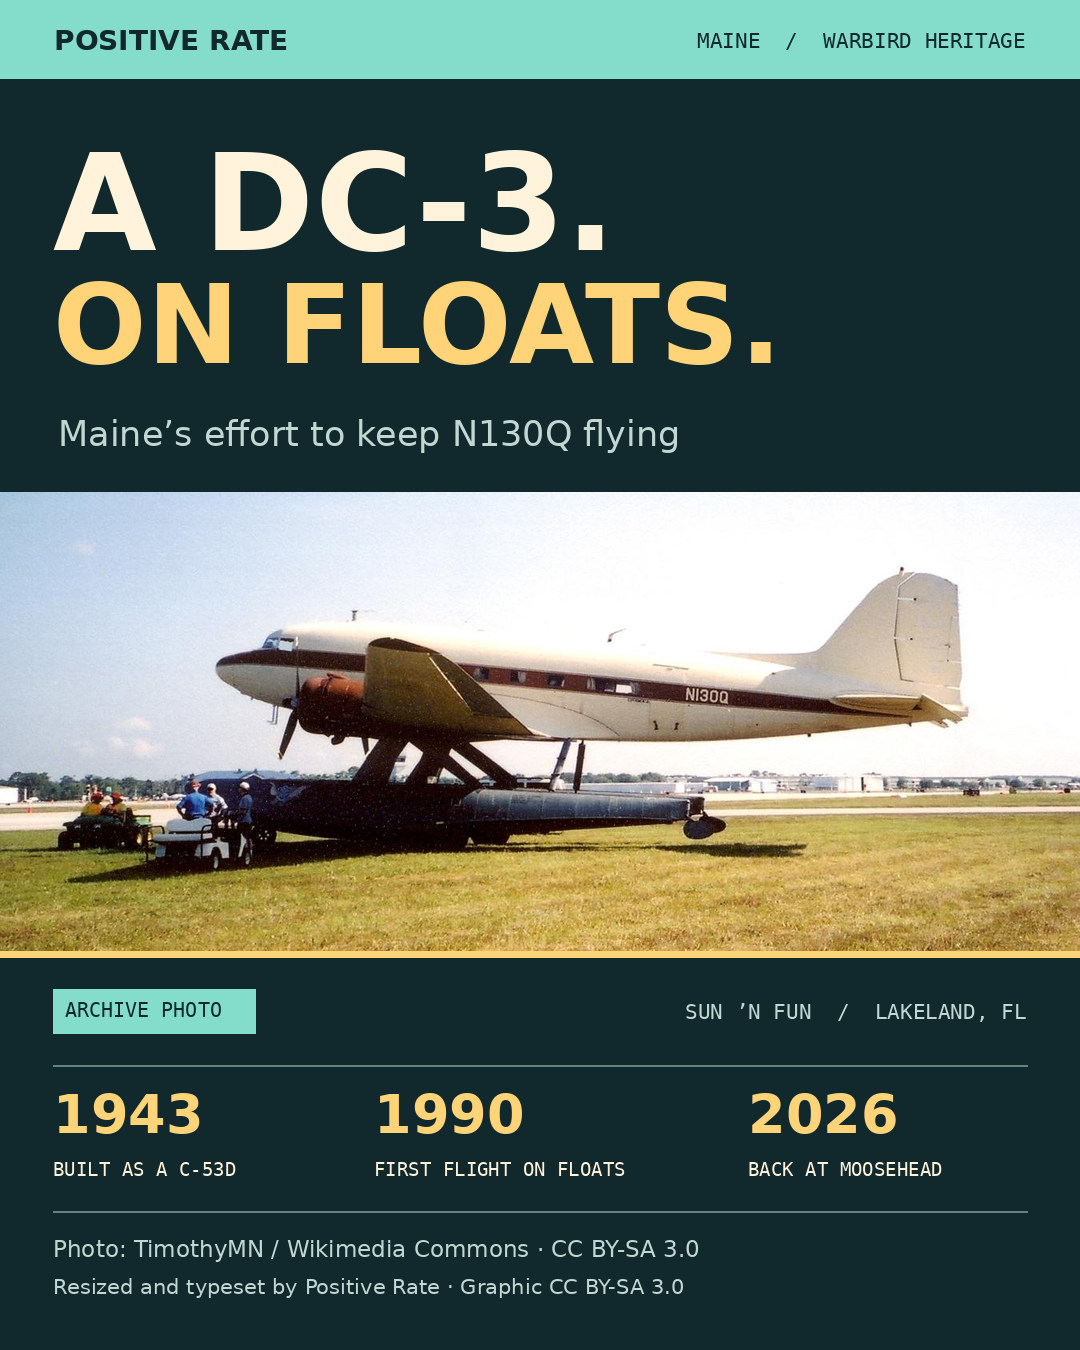 POSITIVE RATE
MAINE / WARBIRD HERITAGE
A DC-3.
ON FLOATS.
Maine’s effort to keep N130Q flying
N130Q
ARCHIVE PHOTO
SUN ’N FUN / LAKELAND, FL
1943
BUILT AS A C-53D
1990
FIRST FLIGHT ON FLOATS
2026
BACK AT MOOSEHEAD
Photo: TimothyMN / Wikimedia Commons · CC BY-SA 3.0
Resized and typeset by Positive Rate · Graphic CC BY-SA 3.0